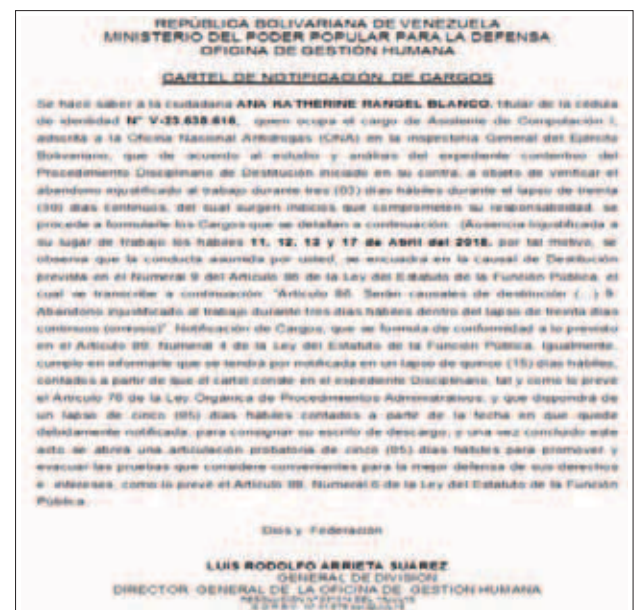 REPÚBLICA BOLIVARIANA DE VENEZUELA
MINISTERIO DEL PODER POPULAR PARA LA DEFENSA
OFICINA DE GESTIÓN HUMANA
CARTEL DE NOTIFICACIÓN DE CARGOS
Se hace saber a la ciudadana ANA KATHERINE RANGEL BLANCO, titular de la cédula
de identidad N° quien ocupa el cargo de Asistente de Computación I,
adscrita a la Oficina Nacional Antidrogas (ONA) en la Inspectoría General del Ejército
Bolivariano, que de acuerdo al estudio y análisis del expediente contentivo del
Procedimiento Disciplinario de Destitución iniciado en su contra, a objeto de verificar el
abandono injustificado al trabajo durante tres (03) días hábiles durante el lapso de treinta
(30) días continuos, del cual surgen indicios que comprometen su responsabilidad, se
procede a formularle los Cargos que se detallan a continuación: (Ausencia Injustificada a
su lugar de trabajo los hábiles 11, 12, 13 y 17 de Abril del 2018, por tal motivo, se
observa que la conducta asumida por usted, se encuadra en la causal de Destitución
prevista en el Numeral 9 del Artículo 86 de la Ley del Estatuto de la Función Pública, el
cual se transcribe a continuación: "Artículo 86. Serán causales de destitución (...) 9.
Abandono injustificado al trabajo durante tres días hábiles dentro del lapso de treinta días
continuos (omissis)". Notificación de Cargos, que se formula de conformidad a lo previsto
en el Artículo 89, Numeral 4 de la Ley del Estatuto de la Función Pública. Igualmente,
cumplo en informarle que se tendrá por notificada en un lapso de quince (15) días hábiles,
contados a partir de que el cartel conste en el expediente Disciplinario, tal y como lo prevé
el Artículo 76 de la Ley Orgánica de Procedimientos Administrativos, y que dispondrá de
un lapso de cinco (05) días hábiles contados a partir de la fecha en que quede
debidamente notificada, para consignar su escrito de descargo, y una vez concluido este
acto se abrirá una articulación probatoria de cinco (05) días hábiles para promover y
evacuar las pruebas que considere convenientes para la mejor defensa de sus derechos
e intereses, como lo prevé el Artículo 89, Numeral 6 de la Ley del Estatuto de la Función
Pública.
Dios y Federación
LUIS RODOLFO ARRIETA SUÁREZ
GENERAL DE DIVISIÓN
DIRECTOR GENERAL DE LA OFICINA DE GESTIÓN HUMANA